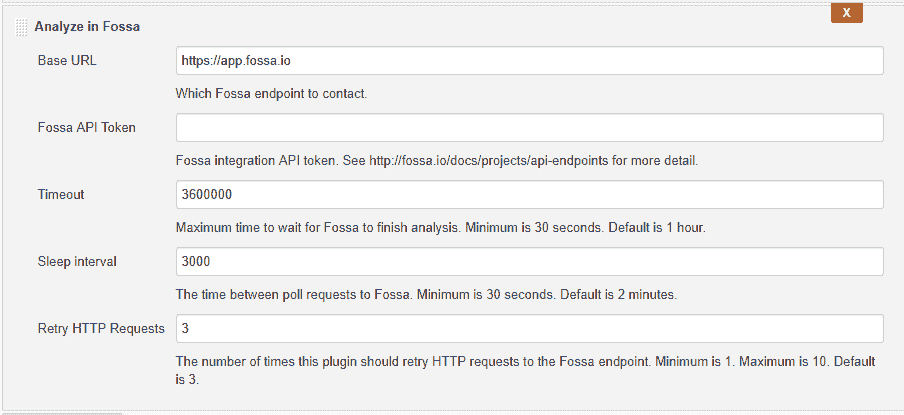 X
Analyze in Fossa
Base URL
https://app.fossa.io
Which Fossa endpoint to contact.
Fossa API Token
Fossa integration API token. See http://fossa.io/docs/projects/api-endpoints for more detail.
Timeout
3600000
Maximum time to wait for Fossa to finish analysis. Minimum is 30 seconds. Default is 1 hour.
Sleep interval
3000
The time between poll requests to Fossa. Minimum is 30 seconds. Default is 2 minutes.
Retry HTTP Requests
3
The number of times this plugin should retry HTTP requests to the Fossa endpoint. Minimum is 1. Maximum is 10. Default
is 3.